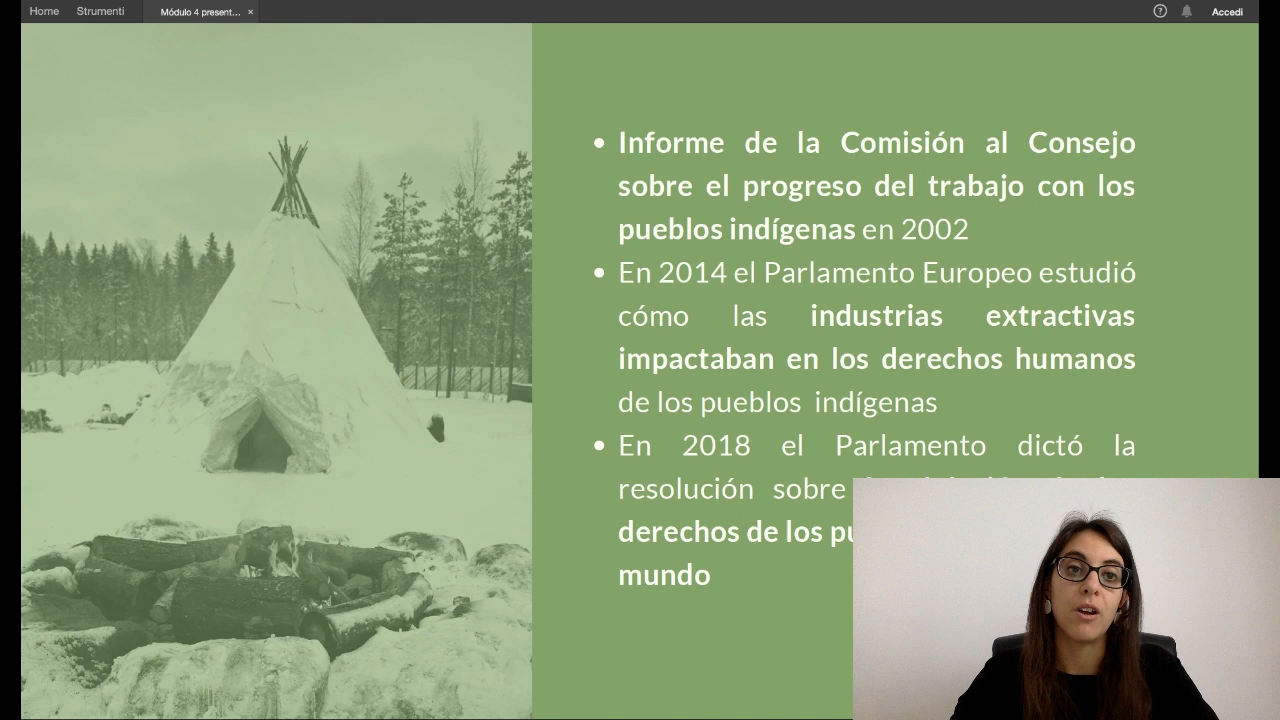 Home Strumenti Módulo 4 present... × ? Accedi
Informe de la Comisión al Consejo
sobre el progreso del trabajo con los
pueblos indígenas en 2002
En 2014 el Parlamento Europeo estudió
cómo las industrias extractivas
impactaban en los derechos humanos
de los pueblos indígenas
En 2018 el Parlamento dictó la
resolución sobre
derechos de los
mundo